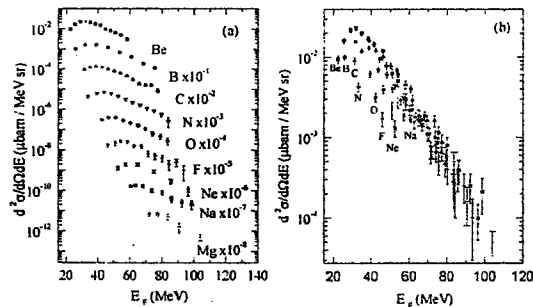 (a)
d²σ/dΩdE (μbarn / MeV sr)
10⁻²
10⁻⁴
10⁻⁶
10⁻⁸
10⁻¹⁰
10⁻¹²
Be
B x10⁻¹
C x10⁻²
N x10⁻³
O x10⁻⁴
F x10⁻⁵
Ne x10⁻⁶
Na x10⁻⁷
Mg x10⁻⁸
20 40 60 80 100 120 140
E_F (MeV)
(b)
d²σ/dΩdE (μbarn / MeV sr)
10⁻²
10⁻³
10⁻⁴
Be B C
N
O
F
Ne
Na
20 40 60 80 100 120
E_F (MeV)